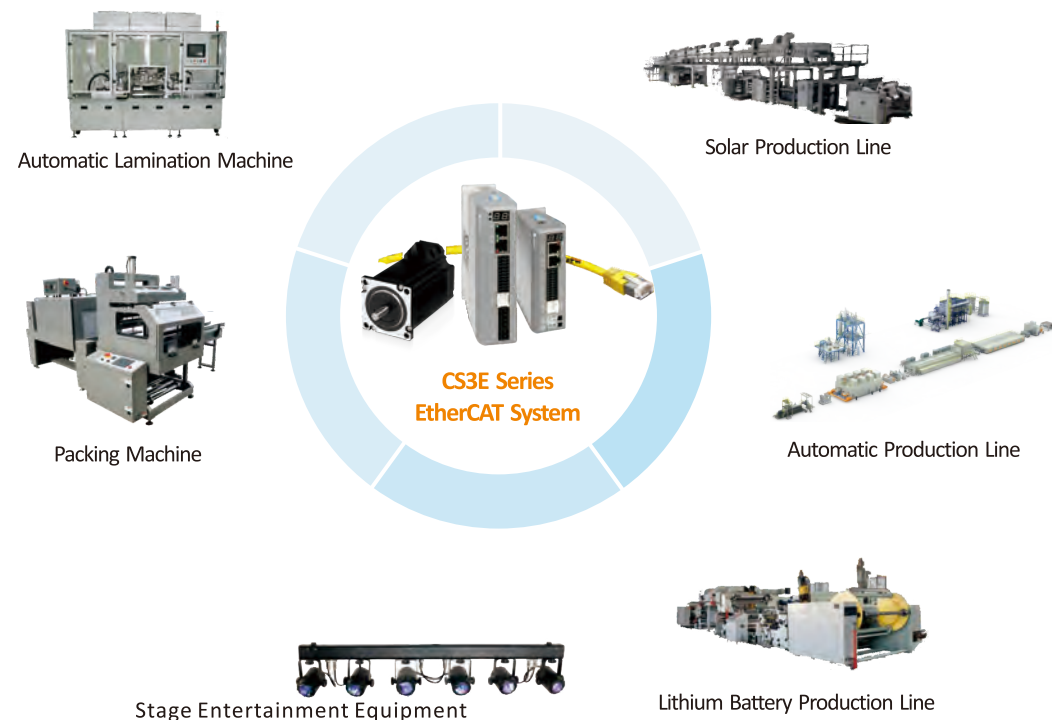 Automatic Lamination Machine
Solar Production Line
CS3E Series
EtherCAT System
Packing Machine
Automatic Production Line
Stage Entertainment Equipment
Lithium Battery Production Line